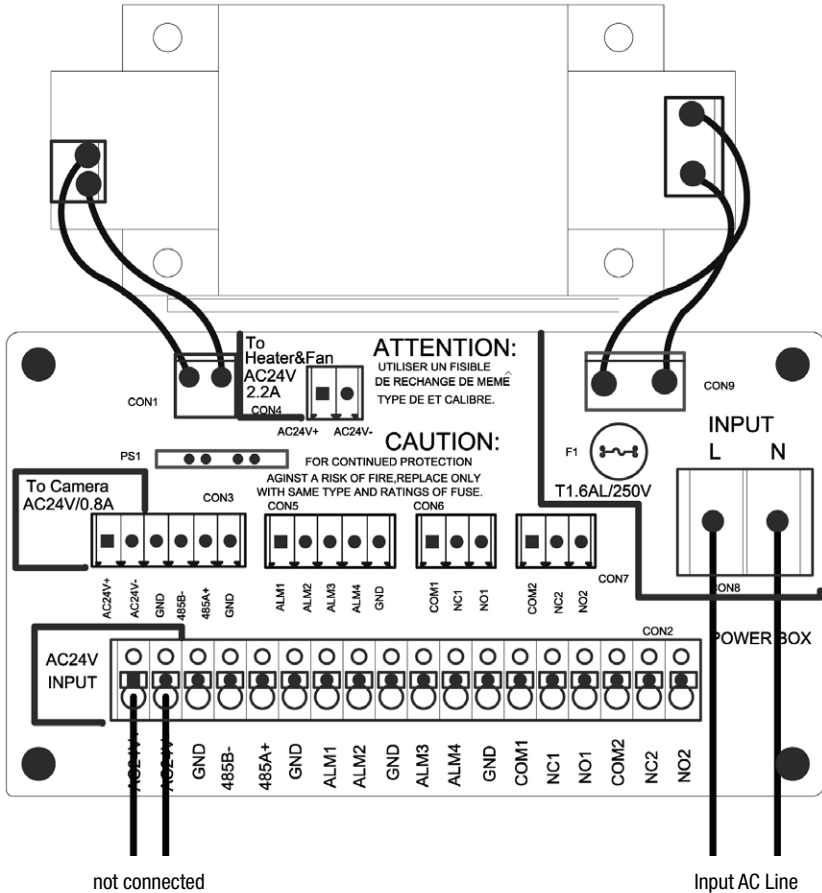 To
Heater&Fan
AC24V
2.2A
CON4
CON1
AC24V+ AC24V-
ATTENTION:
UTILISER UN FISIBLE
DE RECHANGE DE MEMÊ
TYPE DE ET CALIBRE.
CON9
INPUT
L N
F1
T1.6AL/250V
PS1
CAUTION:
FOR CONTINUED PROTECTION
AGINST A RISK OF FIRE,REPLACE ONLY
WITH SAME TYPE AND RATINGS OF FUSE.
To Camera
AC24V/0.8A
CON3
CON5
CON6
CON7
CON8
AC24V+
AC24V-
GND
485B-
485A+
GND
ALM1
ALM2
ALM3
ALM4
GND
COM1
NC1
NO1
COM2
NC2
NO2
CON2
POWER BOX
AC24V
INPUT
AC24V+
AC24V-
GND
485B-
485A+
GND
ALM1
ALM2
GND
ALM3
ALM4
GND
COM1
NC1
NO1
COM2
NC2
NO2
not connected
Input AC Line